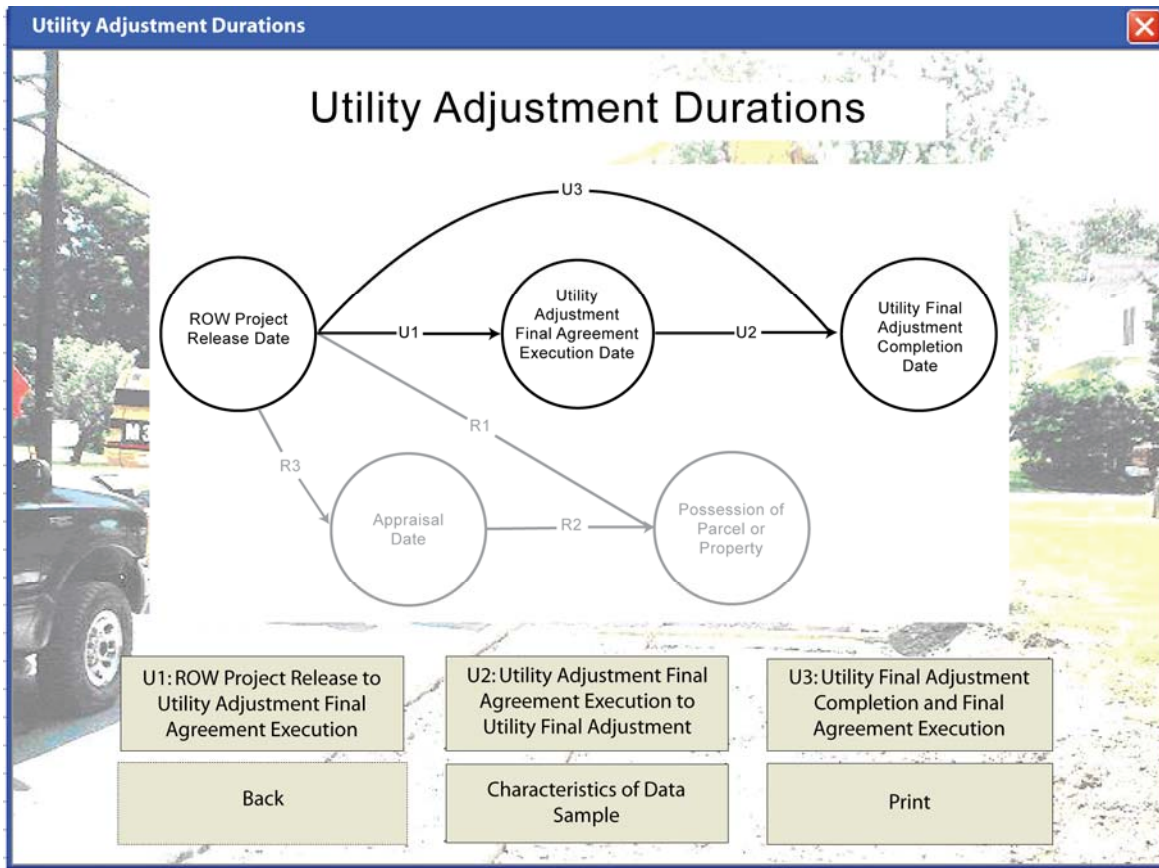 Utility Adjustment Durations
Utility Adjustment Durations
U3
ROW Project
Release Date
U1
Utility
Adjustment
Final Agreement
Execution Date
U2
Utility Final
Adjustment
Completion
Date
R1
R3
Appraisal
Date
R2
Possession of
Parcel or
Property
U1: ROW Project Release to
Utility Adjustment Final
Agreement Execution
U2: Utility Adjustment Final
Agreement Execution to
Utility Final Adjustment
U3: Utility Final Adjustment
Completion and Final
Agreement Execution
Back
Characteristics of Data
Sample
Print